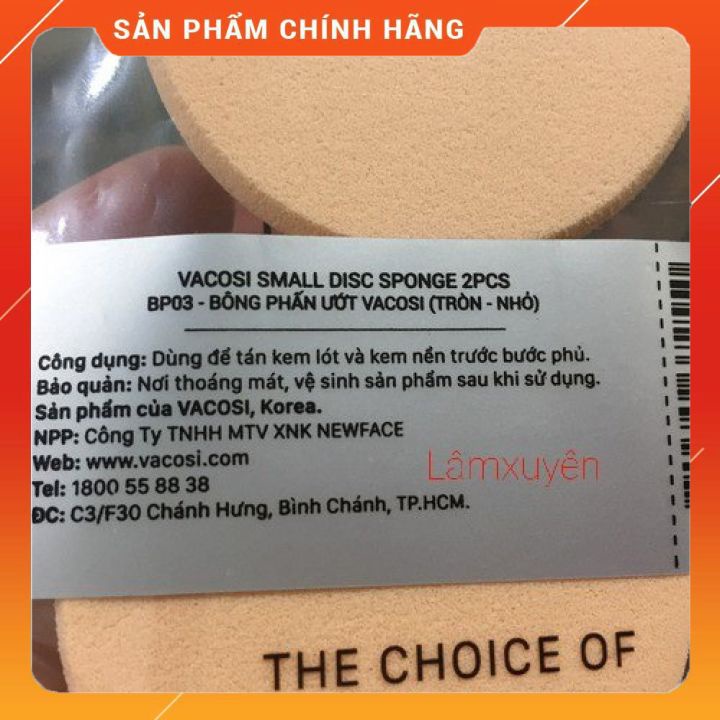 SẢN PHẨM CHÍNH HÃNG
VACOSI SMALL DISC SPONGE 2PCS
BP03 - BÔNG PHẤN ƯỚT VACOSI (TRÒN - NHỎ)
Công dụng: Dùng để tán kem lót và kem nền trước bước phủ.
Bảo quản: Nơi thoáng mát, vệ sinh sản phẩm sau khi sử dụng.
Sản phẩm của VACOSI, Korea.
NPP: Công Ty TNHH MTV XNK NEWFACE
Web: www.vacosi.com
Lâmxuyên
Tel: 1800 55 88 38
ĐC: C3/F30 Chánh Hưng, Bình Chánh, TP.HCM.
THE CHOICE OF